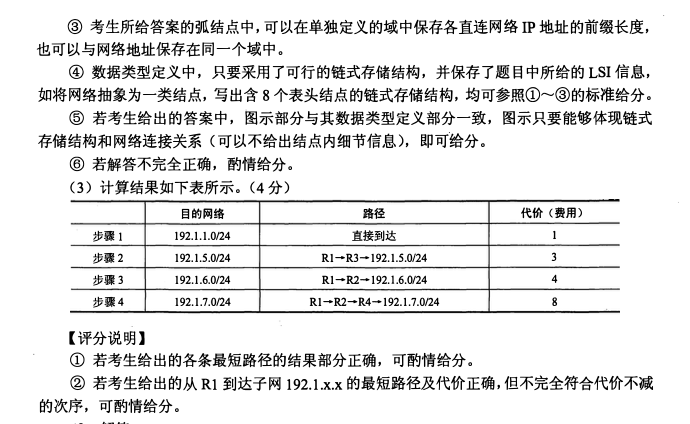 ③ 考生所给答案的弧结点中，可以在单独定义的域中保存各直连网络 IP 地址的前缀长度，
也可以与网络地址保存在同一个域中。
④ 数据类型定义中，只要采用了可行的链式存储结构，并保存了题目中所给的 LSI 信息，
如将网络抽象为一类结点，写出含 8 个表头结点的链式存储结构，均可参照①～③的标准给分。
⑤ 若考生给出的答案中，图示部分与其数据类型定义部分一致，图示只要能够体现链式
存储结构和网络连接关系（可以不给出结点内细节信息），即可给分。
⑥ 若解答不完全正确，酌情给分。
（3）计算结果如下表所示。（4 分）
目的网络 路径 代价（费用）
步骤 1 192.1.1.0/24 直接到达 1
步骤 2 192.1.5.0/24 R1→R3→192.1.5.0/24 3
步骤 3 192.1.6.0/24 R1→R2→192.1.6.0/24 4
步骤 4 192.1.7.0/24 R1→R2→R4→192.1.7.0/24 8
【评分说明】
① 若考生给出的各条最短路径的结果部分正确，可酌情给分。
② 若考生给出的从 R1 到达子网 192.1.x.x 的最短路径及代价正确，但不完全符合代价不减
的次序，可酌情给分。